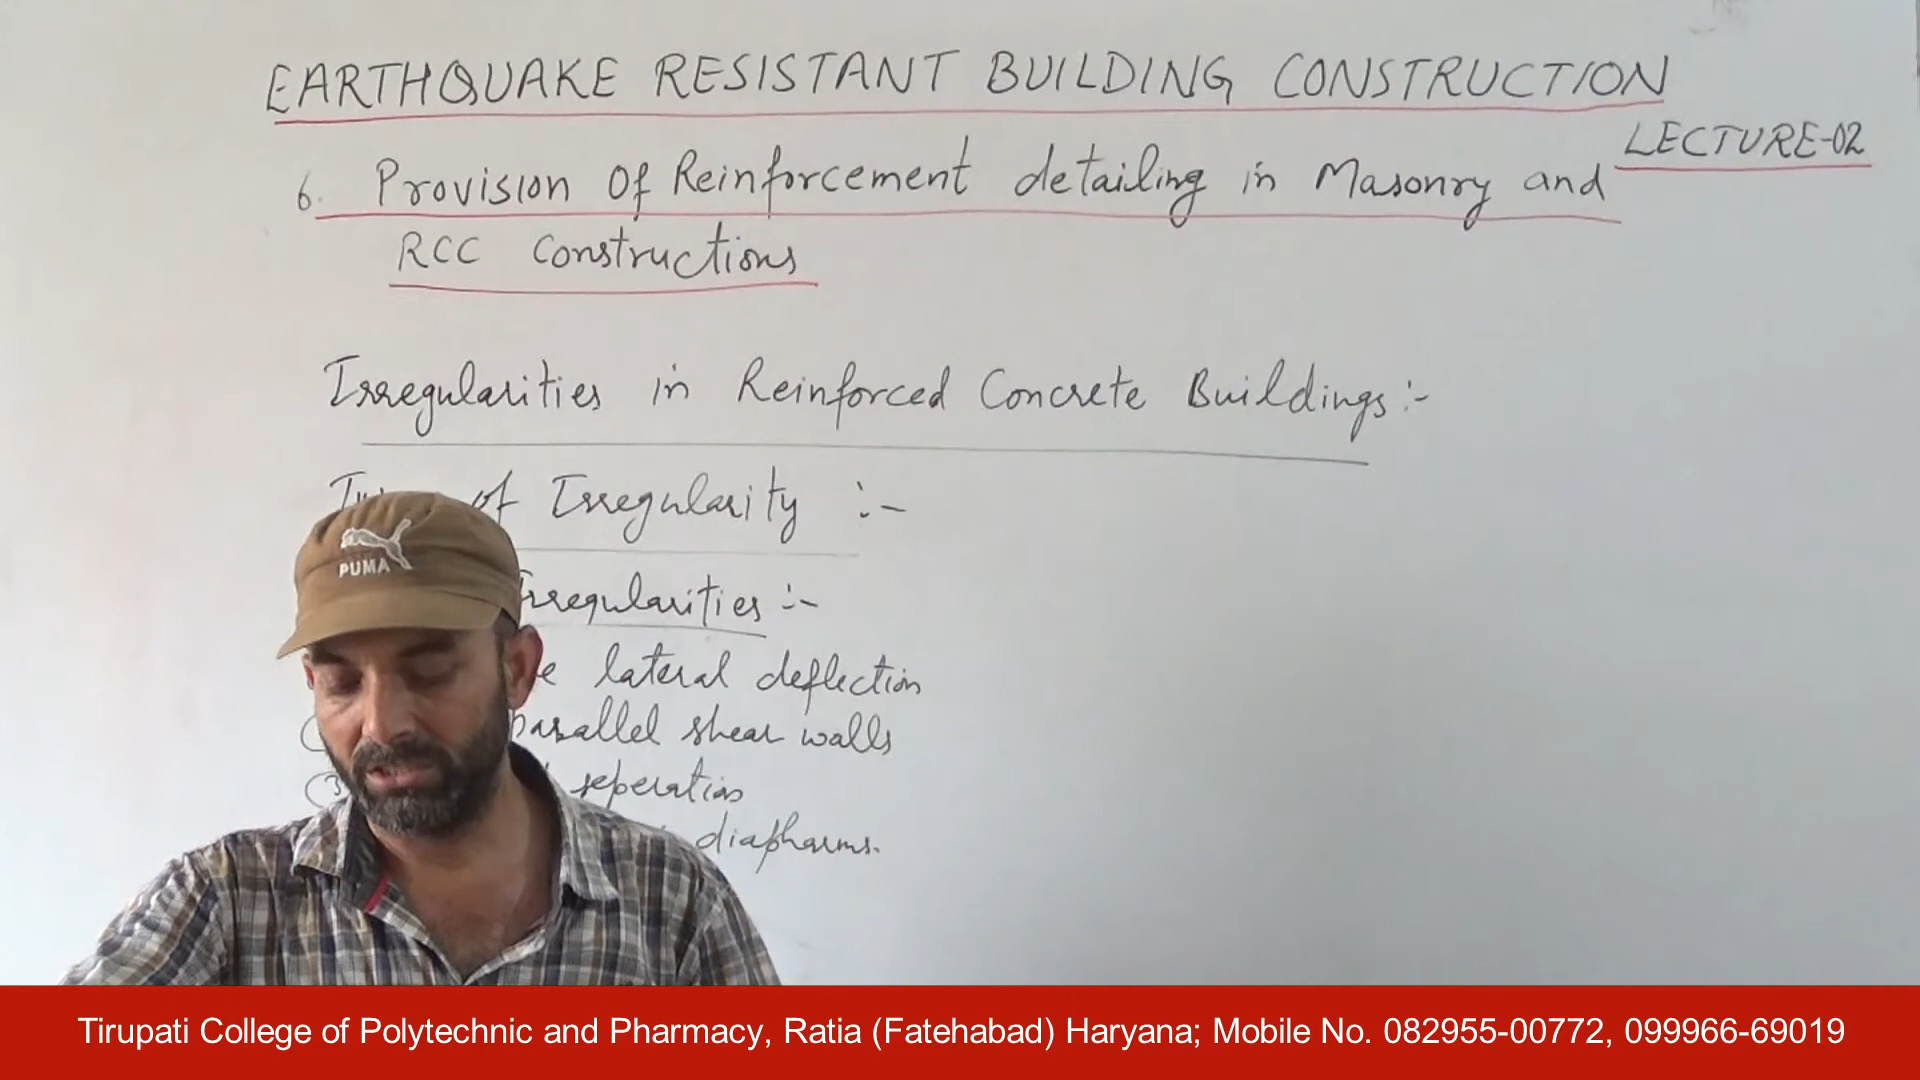 EARTHQUAKE RESISTANT BUILDING CONSTRUCTION
LECTURE-02
6. Provision Of Reinforcement detailing in Masonry and
RCC Constructions
Irregularities in Reinforced Concrete Buildings:-
of Irregularity :-
Irregularities :-
lateral deflection
parallel shear walls
seperation
diapharms.
PUMA
Tirupati College of Polytechnic and Pharmacy, Ratia (Fatehabad) Haryana; Mobile No. 082955-00772, 099966-69019